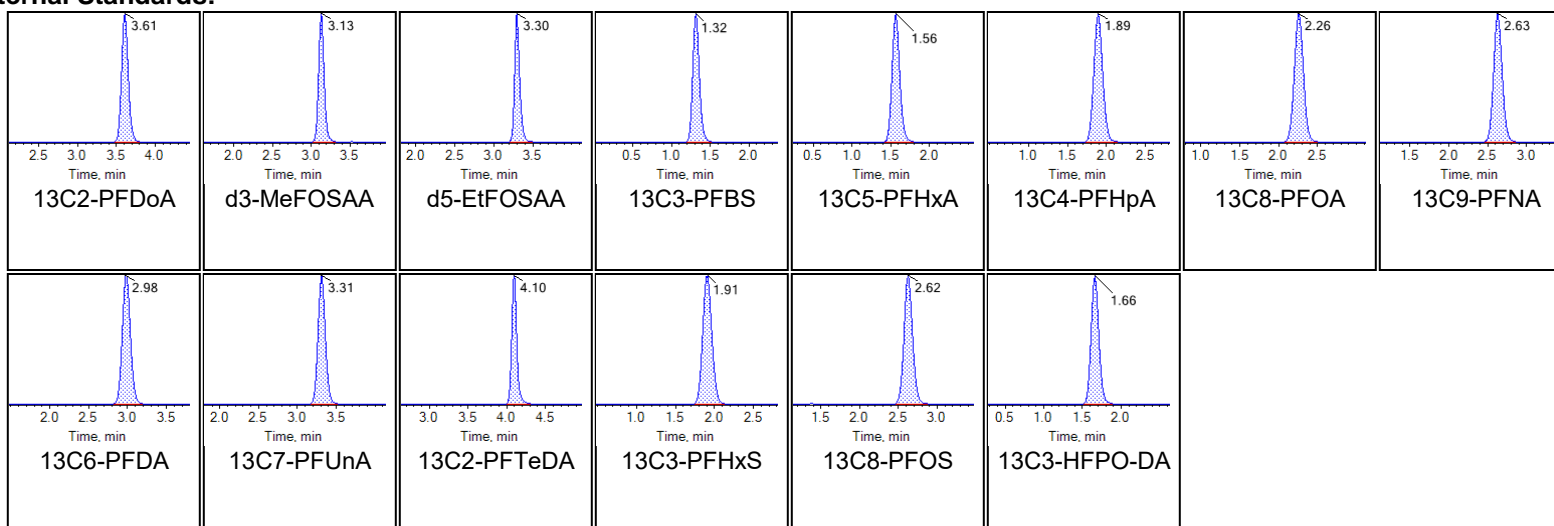 ternal Standards:
3.61
2.5 3.0 3.5 4.0
Time, min
13C2-PFDoA
3.13
2.0 2.5 3.0 3.5
Time, min
d3-MeFOSAA
3.30
2.0 2.5 3.0 3.5
Time, min
d5-EtFOSAA
1.32
0.5 1.0 1.5 2.0
Time, min
13C3-PFBS
1.56
0.5 1.0 1.5 2.0
Time, min
13C5-PFHxA
1.89
1.0 1.5 2.0 2.5
Time, min
13C4-PFHpA
2.26
1.0 1.5 2.0 2.5
Time, min
13C8-PFOA
2.63
1.5 2.0 2.5 3.0
Time, min
13C9-PFNA
2.98
2.0 2.5 3.0 3.5
Time, min
13C6-PFDA
3.31
2.0 2.5 3.0 3.5
Time, min
13C7-PFUnA
4.10
3.0 3.5 4.0 4.5
Time, min
13C2-PFTeDA
1.91
1.0 1.5 2.0 2.5
Time, min
13C3-PFHxS
2.62
1.5 2.0 2.5 3.0
Time, min
13C8-PFOS
1.66
0.5 1.0 1.5 2.0
Time, min
13C3-HFPO-DA